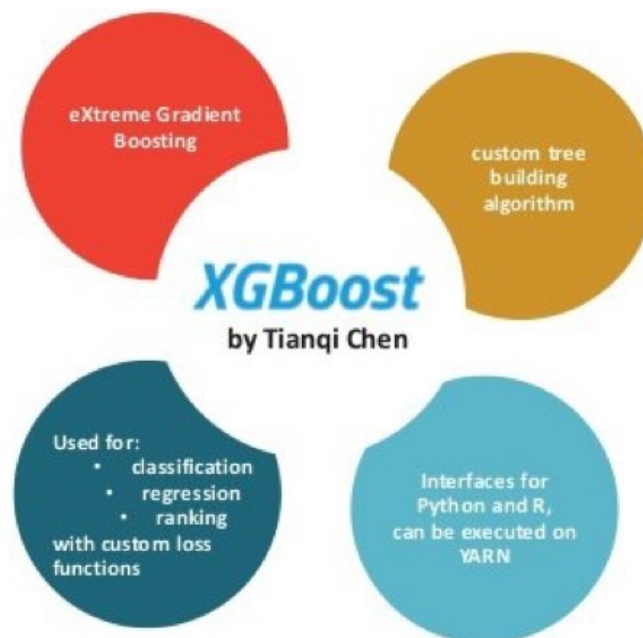 eXtreme Gradient
Boosting
custom tree
building
algorithm
XGBoost
by Tianqi Chen
Used for:
• classification
• regression
• ranking
with custom loss
functions
Interfaces for
Python and R,
can be executed on
YARN